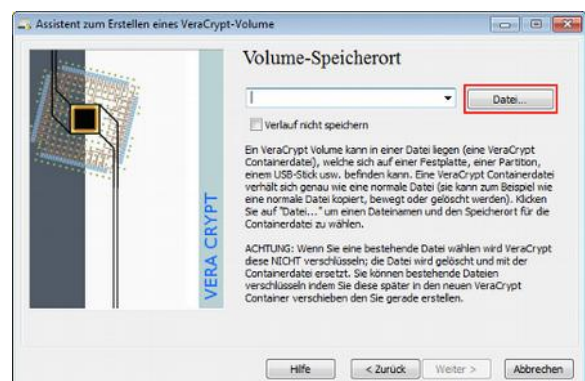 Assistent zum Erstellen eines VeraCrypt-Volume
Volume-Speicherort
Datei...
Verlauf nicht speichern
Ein VeraCrypt Volume kann in einer Datei liegen (eine VeraCrypt
Containerdatei), welche sich auf einer Festplatte, einer Partition,
einem USB-Stick usw. befinden kann. Eine VeraCrypt Containerdatei
verhält sich genau wie eine normale Datei (sie kann zum Beispiel wie
eine normale Datei kopiert, bewegt oder gelöscht werden). Klicken
Sie auf "Datei..." um einen Dateinamen und den Speicherort für die
Containerdatei zu wählen.
ACHTUNG: Wenn Sie eine bestehende Datei wählen wird VeraCrypt
diese NICHT verschlüsseln; die Datei wird gelöscht und mit der
Containerdatei ersetzt. Sie können bestehende Dateien
verschlüsseln indem Sie diese später in den neuen VeraCrypt
Container verschieben den Sie gerade erstellen.
VERA CRYPT
Hilfe
< Zurück
Weiter >
Abbrechen